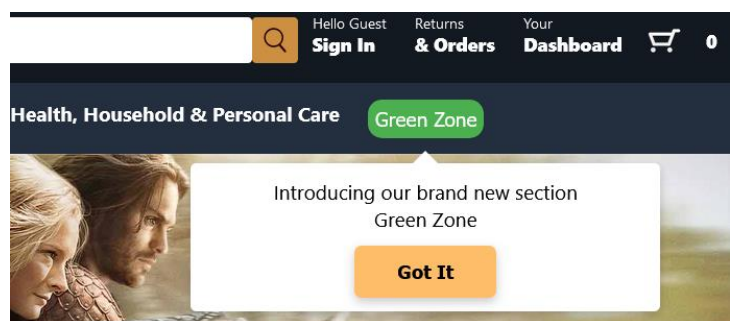 Hello Guest
Sign In
Returns
& Orders
Your
Dashboard
0
Health, Household & Personal Care
Green Zone
Introducing our brand new section
Green Zone
Got It